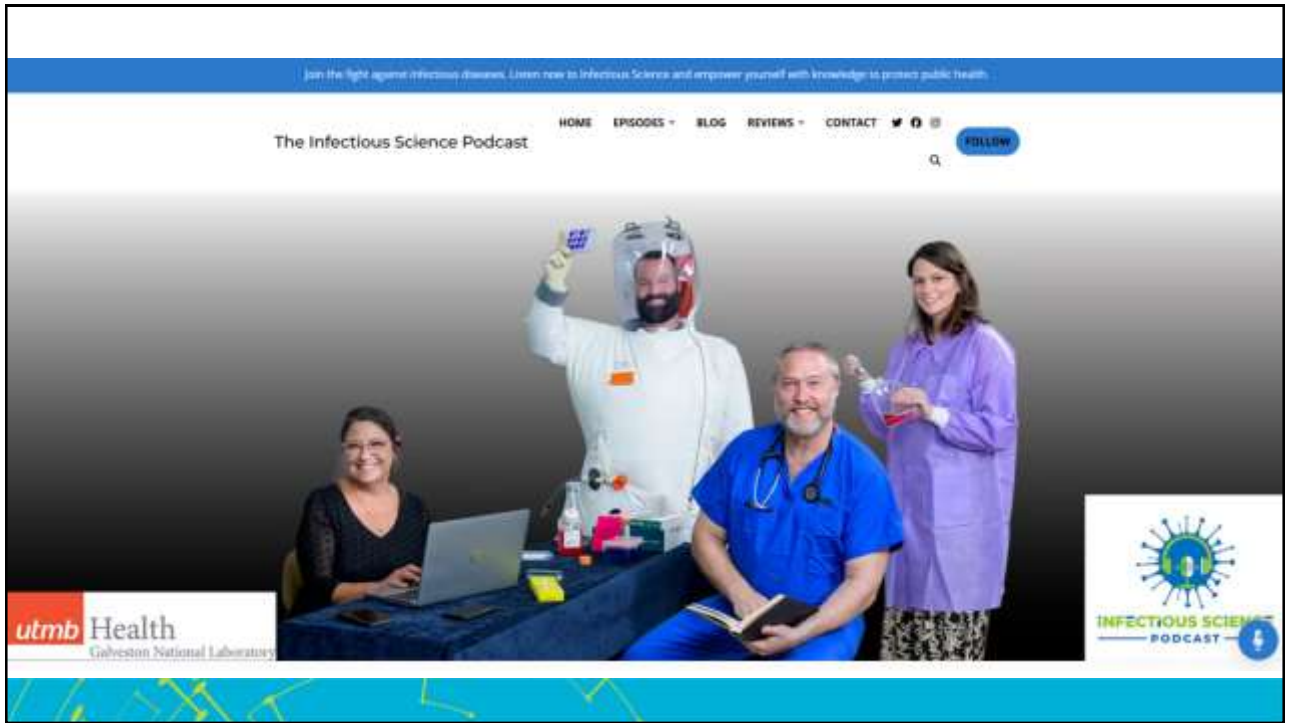 Join the fight against infectious diseases. Listen now to Infectious Science and empower yourself with knowledge to protect public health.
The Infectious Science Podcast
HOME EPISODES BLOG REVIEWS CONTACT
FOLLOW
utmb Health
Galveston National Laboratory
INFECTIOUS SCIENCE
PODCAST